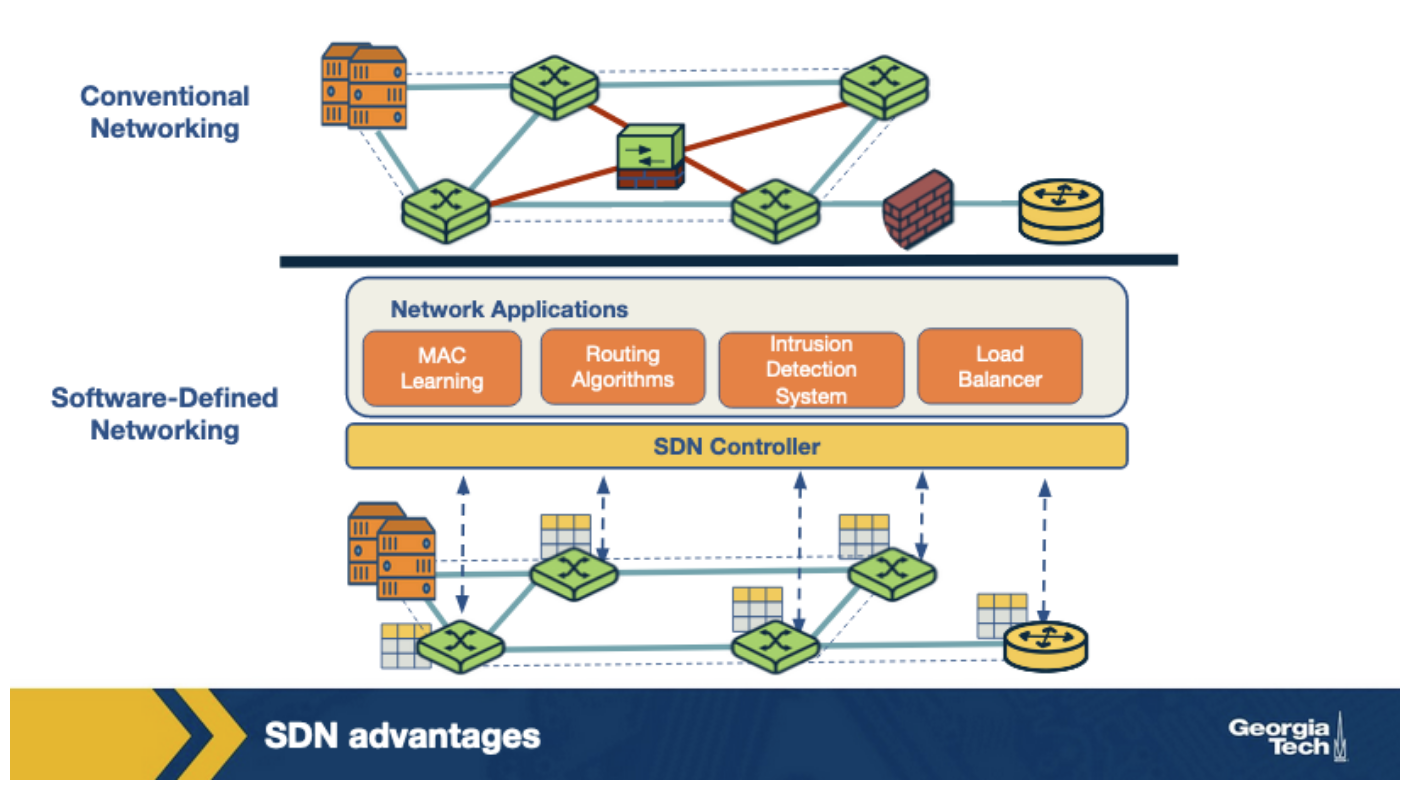 Conventional
Networking
Network Applications
MAC
Learning
Routing
Algorithms
Intrusion
Detection
System
Load
Balancer
Software-Defined
Networking
SDN Controller
SDN advantages
Georgia
Tech